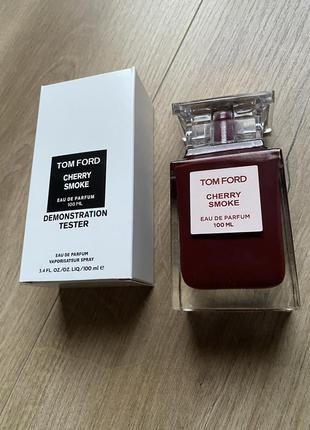 TOM FORD
CHERRY
SMOKE
EAU DE PARFUM
100 ML
DEMONSTRATION
TESTER
EAU DE PARFUM
VAPORISATEUR SPRAY
3.4 FL. OZ./OZ. LIQ/100 ml e
TOM FORD
CHERRY
SMOKE
EAU DE PARFUM
100 ML